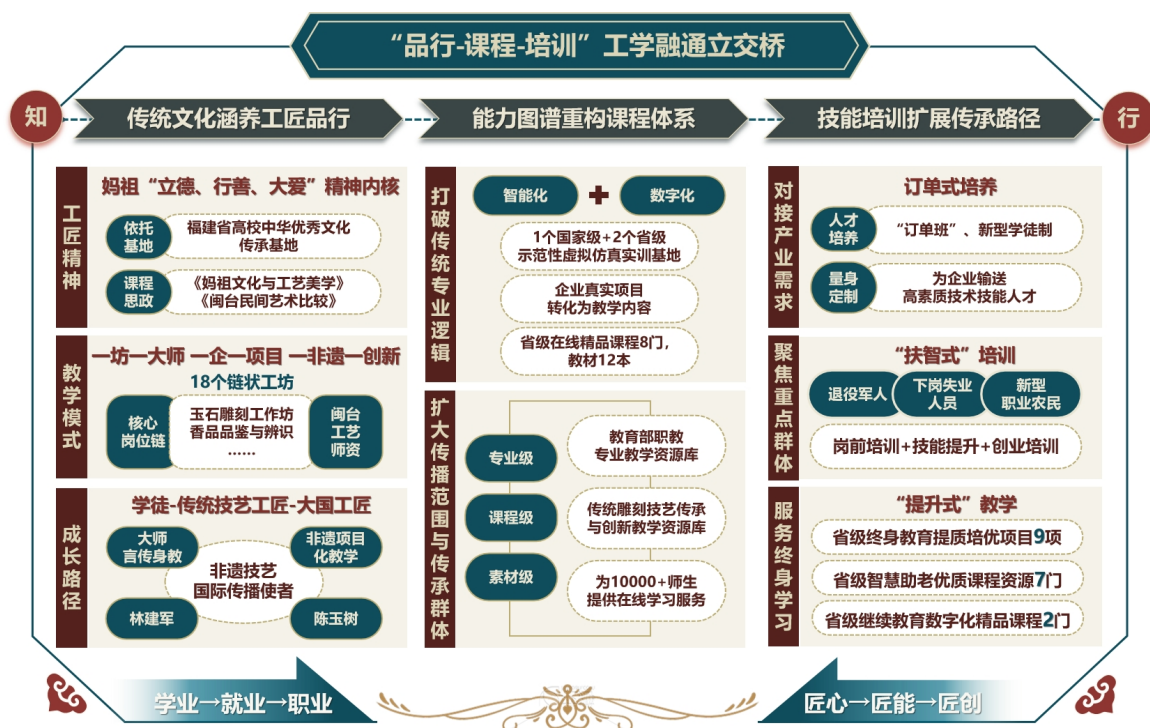 “品行-课程-培训”工学融通立交桥
知
传统文化涵养工匠品行
能力图谱重构课程体系
技能培训扩展传承路径
行
工匠精神
妈祖“立德、行善、大爱”精神内核
依托
基地
福建省高校中华优秀文化
传承基地
课程
思政
《妈祖文化与工艺美学》
《闽台民间艺术比较》
教学模式
一坊一大师 一企一项目 一非遗一创新
18个链状工坊
核心
岗位链
玉石雕刻工作坊
香品品鉴与辨识
……
闽台
工艺
师资
成长路径
学徒-传统技艺工匠-大国工匠
大师
言传身教
非遗项目
化教学
非遗技艺
国际传播使者
林建军
陈玉树
打破传统专业逻辑
智能化
+
数字化
1个国家级+2个省级
示范性虚拟仿真实训基地
企业真实项目
转化为教学内容
省级在线精品课程8门,
教材12本
扩大传播范围与传承群体
专业级
课程级
素材级
教育部职教
专业教学资源库
传统雕刻技艺传承
与创新教学资源库
为10000+师生
提供在线学习服务
对接产业需求
订单式培养
人才
培养
“订单班”、新型学徒制
量身
定制
为企业输送
高素质技术技能人才
聚焦重点群体
“扶智式”培训
退役军人
下岗失业
人员
新型
职业农民
岗前培训+技能提升+创业培训
服务终身学习
“提升式”教学
省级终身教育提质培优项目9项
省级智慧助老优质课程资源7门
省级继续教育数字化精品课程2门
学业→就业→职业
匠心→匠能→匠创